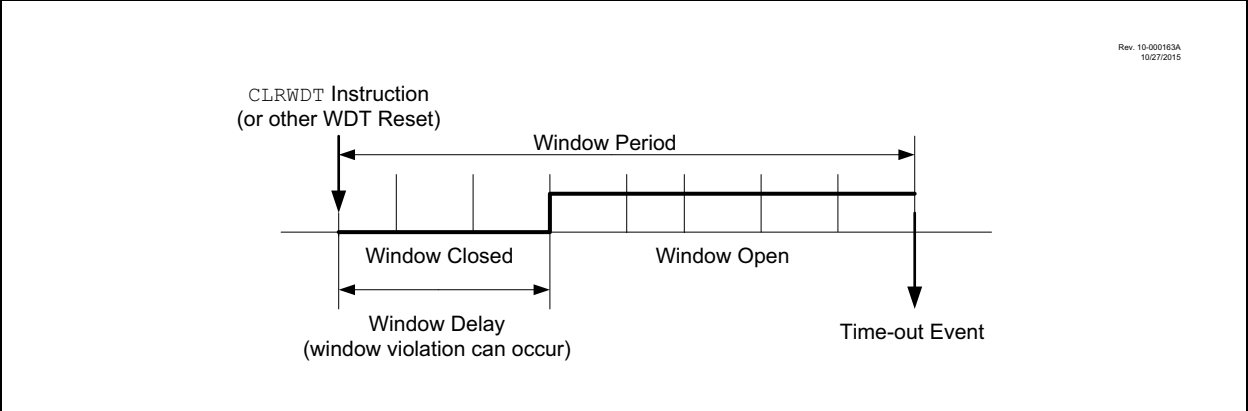 Rev. 10-000163A
10/27/2015
CLRWDT Instruction
(or other WDT Reset)
Window Period
Window Closed
Window Open
Window Delay
(window violation can occur)
Time-out Event